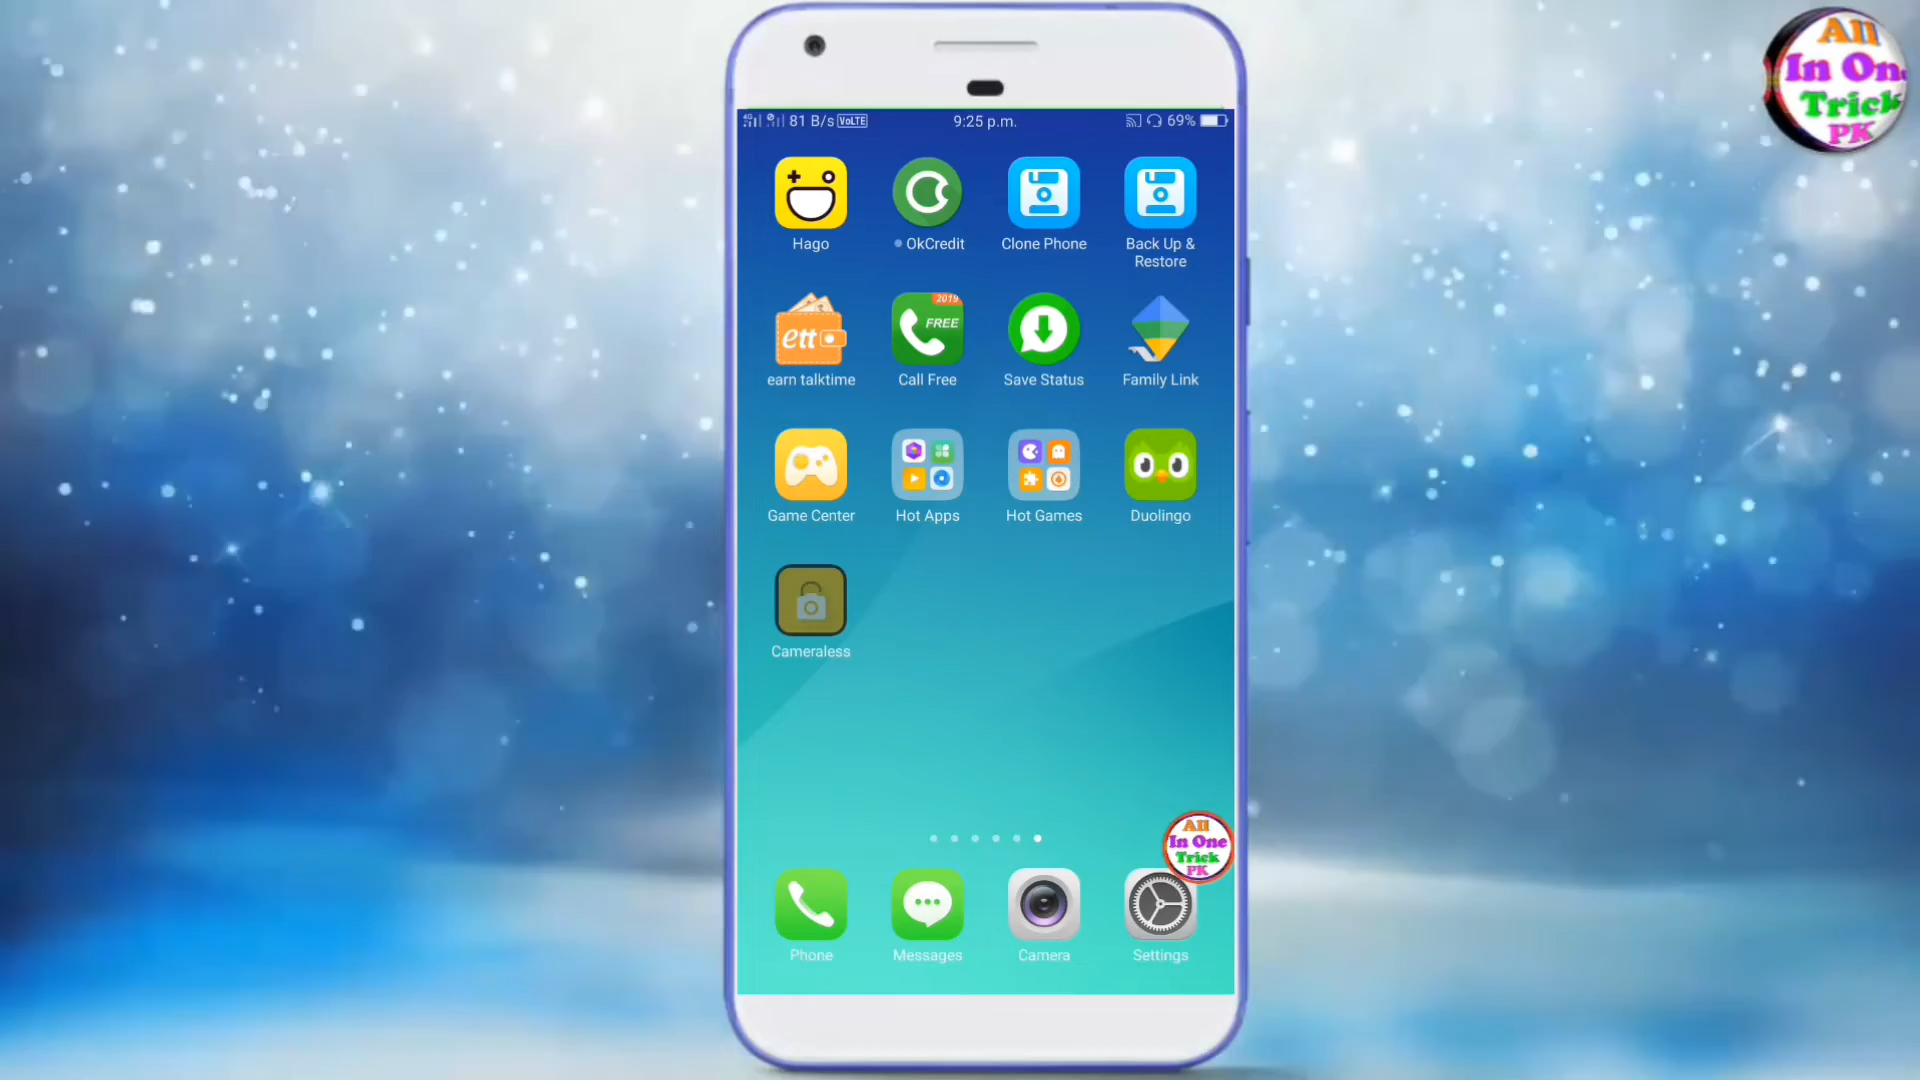 All
In One
Trick
PK
81 B/s VoLTE 9:25 p.m. 69%
Hago OkCredit Clone Phone Back Up &
Restore
ett 2019 FREE
earn talktime Call Free Save Status Family Link
Game Center Hot Apps Hot Games Duolingo
Cameraless
All
In One
Trick
PK
Phone Messages Camera Settings